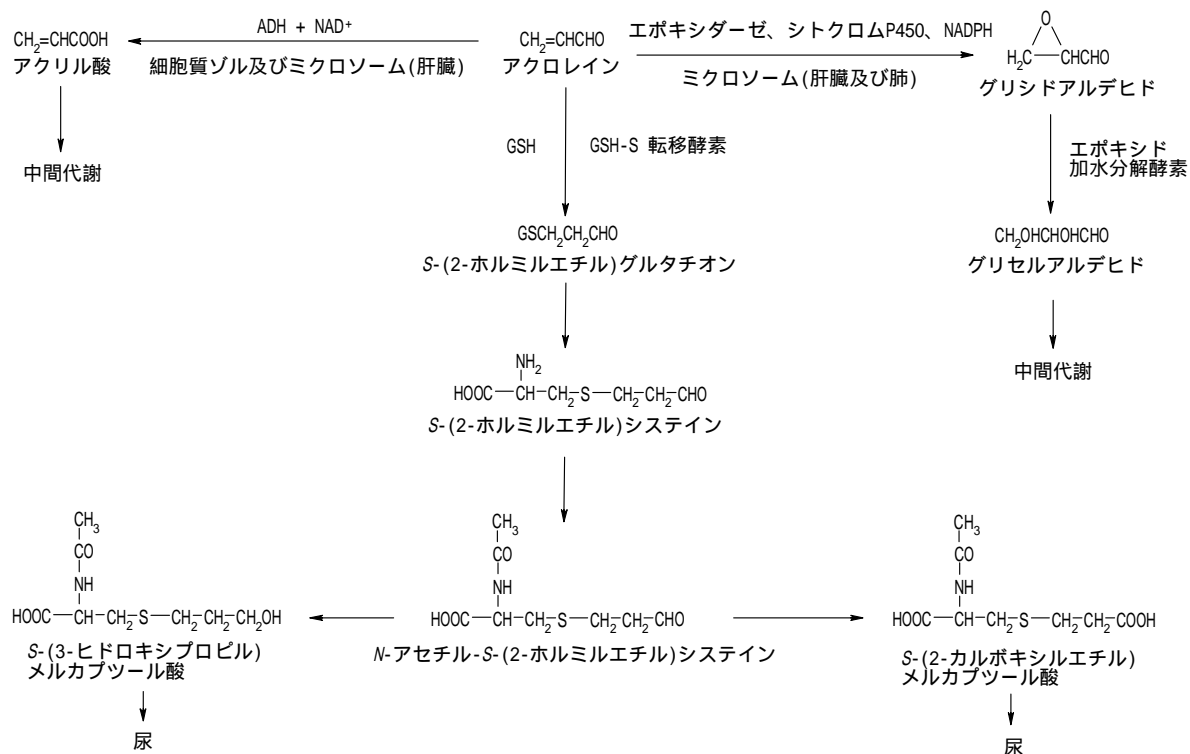 ADH + NAD⁺
エポキシダーゼ、シトクロムP450、NADPH
O
CH₂=CHCOOH
CH₂=CHCHO
H₂C CHCHO
アクリル酸
アクロレイン
グリシドアルデヒド
細胞質ゾル及びミクロソーム(肝臓)
ミクロソーム(肝臓及び肺)
中間代謝
GSH
GSH-S 転移酵素
エポキシド
加水分解酵素
GSCH₂CH₂CHO
S-(2-ホルミルエチル)グルタチオン
CH₂OHCHOHCHO
グリセルアルデヒド
中間代謝
NH₂
HOOC—CH—CH₂—S—CH₂—CH₂—CHO
S-(2-ホルミルエチル)システイン
CH₃
CO
NH
HOOC—CH—CH₂—S—CH₂—CH₂—CH₂OH
S-(3-ヒドロキシプロピル)
メルカプツール酸
尿
CH₃
CO
NH
HOOC—CH—CH₂—S—CH₂—CH₂—CHO
N-アセチル-S-(2-ホルミルエチル)システイン
CH₃
CO
NH
HOOC—CH—CH₂—S—CH₂—CH₂—COOH
S-(2-カルボキシルエチル)
メルカプツール酸
尿